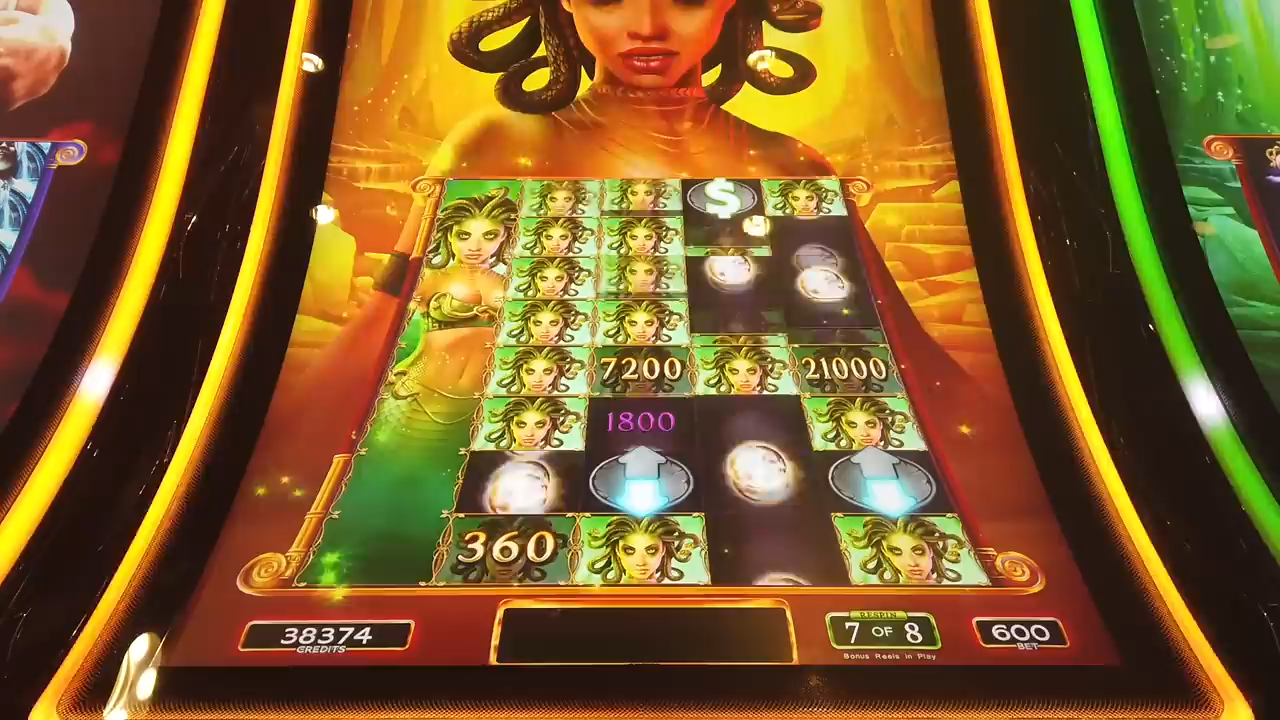 $
7200
21000
1800
360
38374
CREDITS
RESPIN
7 OF 8
Bonus Reels in Play
600
BET